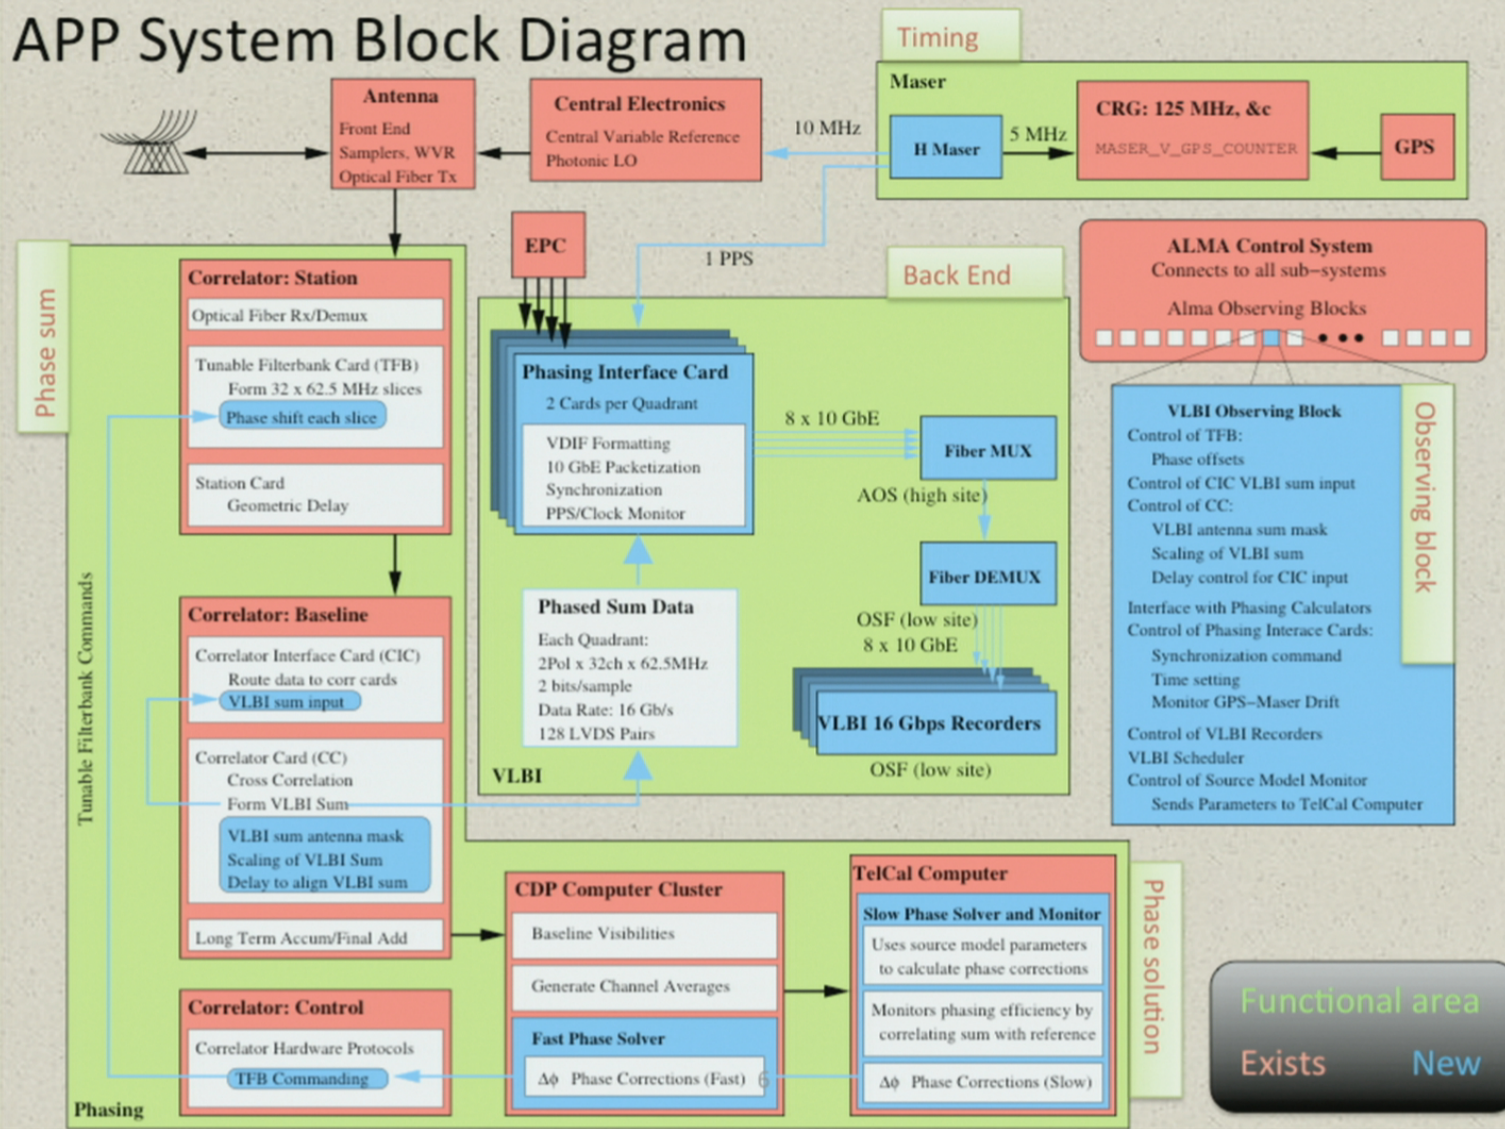 APP System Block Diagram
Timing
Maser
H Maser
5 MHz
CRG: 125 MHz, &c
MASER_V_GPS_COUNTER
GPS
10 MHz
1 PPS
Antenna
Front End
Samplers, WVR
Optical Fiber Tx
Central Electronics
Central Variable Reference
Photonic LO
EPC
Phase sum
Correlator: Station
Optical Fiber Rx/Demux
Tunable Filterbank Card (TFB)
Form 32 x 62.5 MHz slices
Phase shift each slice
Station Card
Geometric Delay
Tunable Filterbank Commands
Correlator: Baseline
Correlator Interface Card (CIC)
Route data to corr cards
VLBI sum input
Correlator Card (CC)
Cross Correlation
Form VLBI Sum
VLBI sum antenna mask
Scaling of VLBI Sum
Delay to align VLBI sum
Long Term Accum/Final Add
Correlator: Control
Correlator Hardware Protocols
TFB Commanding
Phasing
Back End
Phasing Interface Card
2 Cards per Quadrant
VDIF Formatting
10 GbE Packetization
Synchronization
PPS/Clock Monitor
8 x 10 GbE
Fiber MUX
AOS (high site)
Fiber DEMUX
OSF (low site)
8 x 10 GbE
VLBI 16 Gbps Recorders
OSF (low site)
Phased Sum Data
Each Quadrant:
2Pol x 32ch x 62.5MHz
2 bits/sample
Data Rate: 16 Gb/s
128 LVDS Pairs
VLBI
ALMA Control System
Connects to all sub-systems
Alma Observing Blocks
Observing block
VLBI Observing Block
Control of TFB:
Phase offsets
Control of CIC VLBI sum input
Control of CC:
VLBI antenna sum mask
Scaling of VLBI sum
Delay control for CIC input
Interface with Phasing Calculators
Control of Phasing Interace Cards:
Synchronization command
Time setting
Monitor GPS-Maser Drift
Control of VLBI Recorders
VLBI Scheduler
Control of Source Model Monitor
Sends Parameters to TelCal Computer
CDP Computer Cluster
Baseline Visibilities
Generate Channel Averages
Fast Phase Solver
Δϕ Phase Corrections (Fast)
6
TelCal Computer
Slow Phase Solver and Monitor
Uses source model parameters
to calculate phase corrections
Monitors phasing efficiency by
correlating sum with reference
Δϕ Phase Corrections (Slow)
Phase solution
Functional area
Exists New